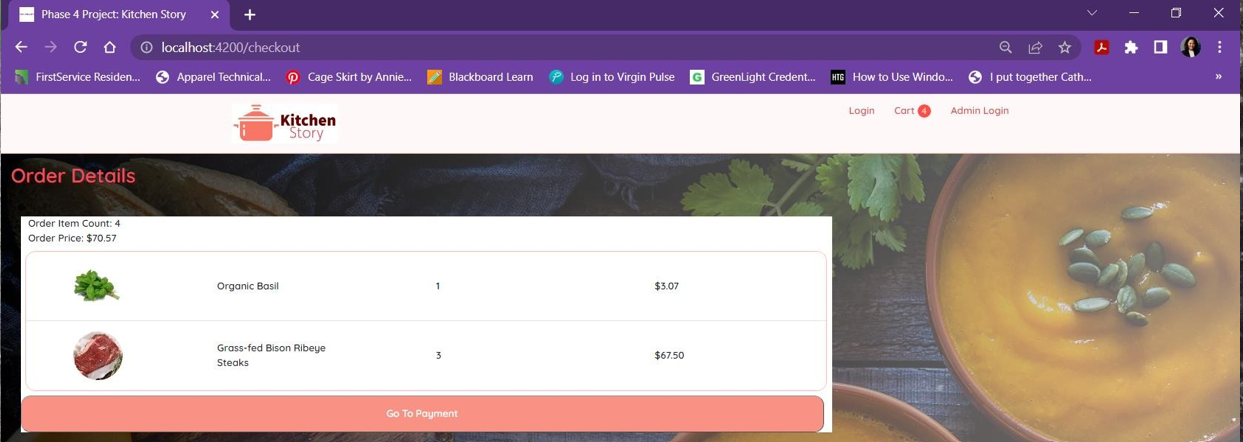 Phase 4 Project: Kitchen Story
localhost:4200/checkout
FirstService Residen... Apparel Technical... Cage Skirt by Annie... Blackboard Learn Log in to Virgin Pulse GreenLight Credent... HTG How to Use Windo... I put together Cath... »
Kitchen
Story
Login Cart 4 Admin Login
Order Details
Order Item Count: 4
Order Price: $70.57
Organic Basil 1 $3.07
Grass-fed Bison Ribeye
Steaks 3 $67.50
Go To Payment